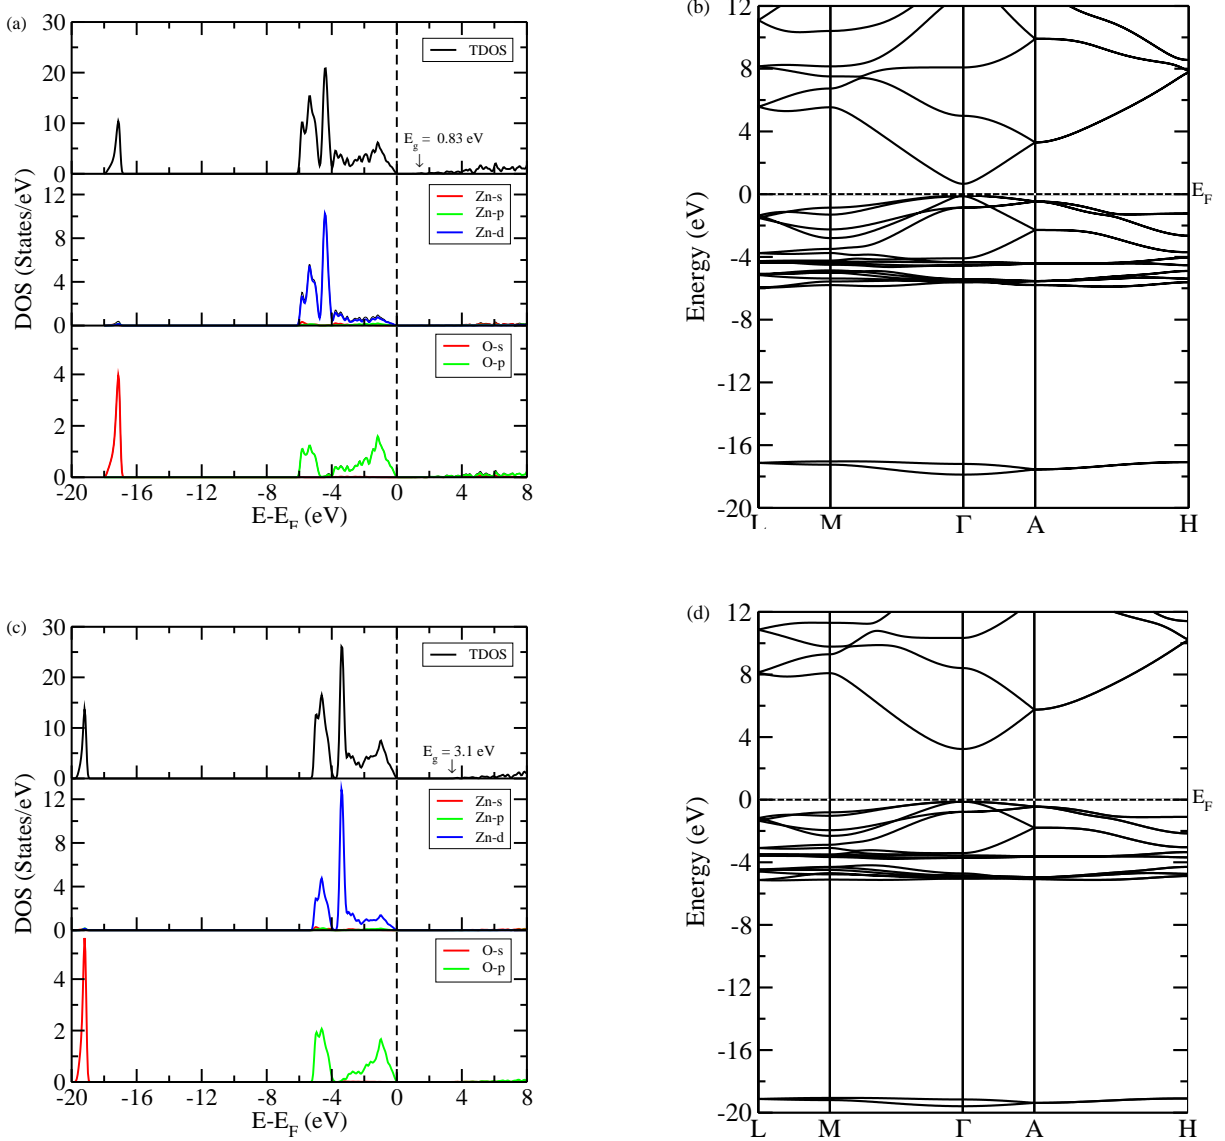 (a)
30
20
10
0
TDOS
E_g = 0.83 eV
↓
12
8
4
0
Zn-s
Zn-p
Zn-d
4
2
0
O-s
O-p
-20 -16 -12 -8 -4 0 4 8
E-E_F (eV)
DOS (States/eV)
(b)
12
8
4
0
-4
-8
-12
-16
-20
Energy (eV)
E_F
L M Γ A H
(c)
30
20
10
0
TDOS
E_g = 3.1 eV
↓
12
8
4
0
Zn-s
Zn-p
Zn-d
4
2
0
O-s
O-p
-20 -16 -12 -8 -4 0 4 8
E-E_F (eV)
DOS (States/eV)
(d)
12
8
4
0
-4
-8
-12
-16
-20
Energy (eV)
E_F
L M Γ A H